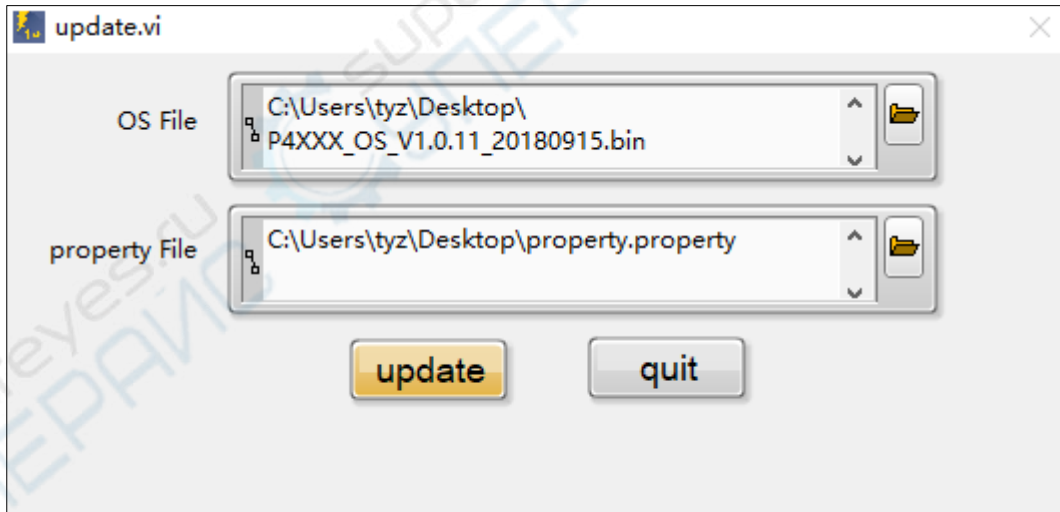 update.vi
OS File
C:\Users\tyz\Desktop\
P4XXX_OS_V1.0.11_20180915.bin
property File
C:\Users\tyz\Desktop\property.property
update
quit